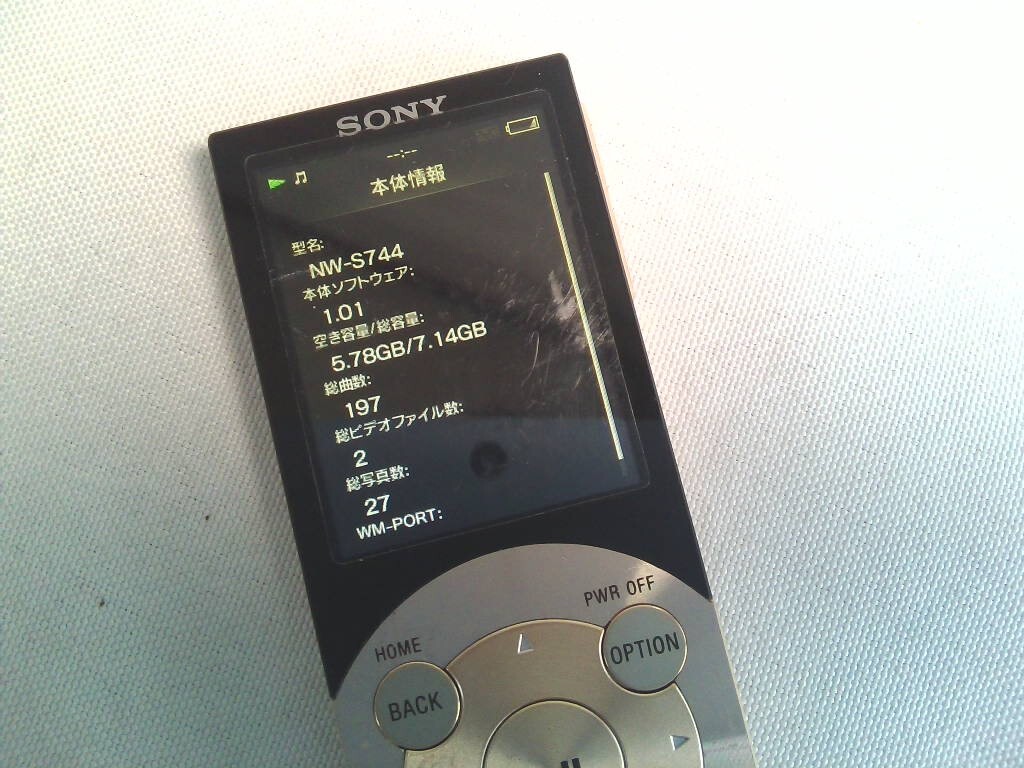 SONY
--:--
本体情報
型名:
NW-S744
本体ソフトウェア:
1.01
空き容量/総容量:
5.78GB/7.14GB
総曲数:
197
総ビデオファイル数:
2
総写真数:
27
WM-PORT:
PWR OFF
HOME
OPTION
BACK